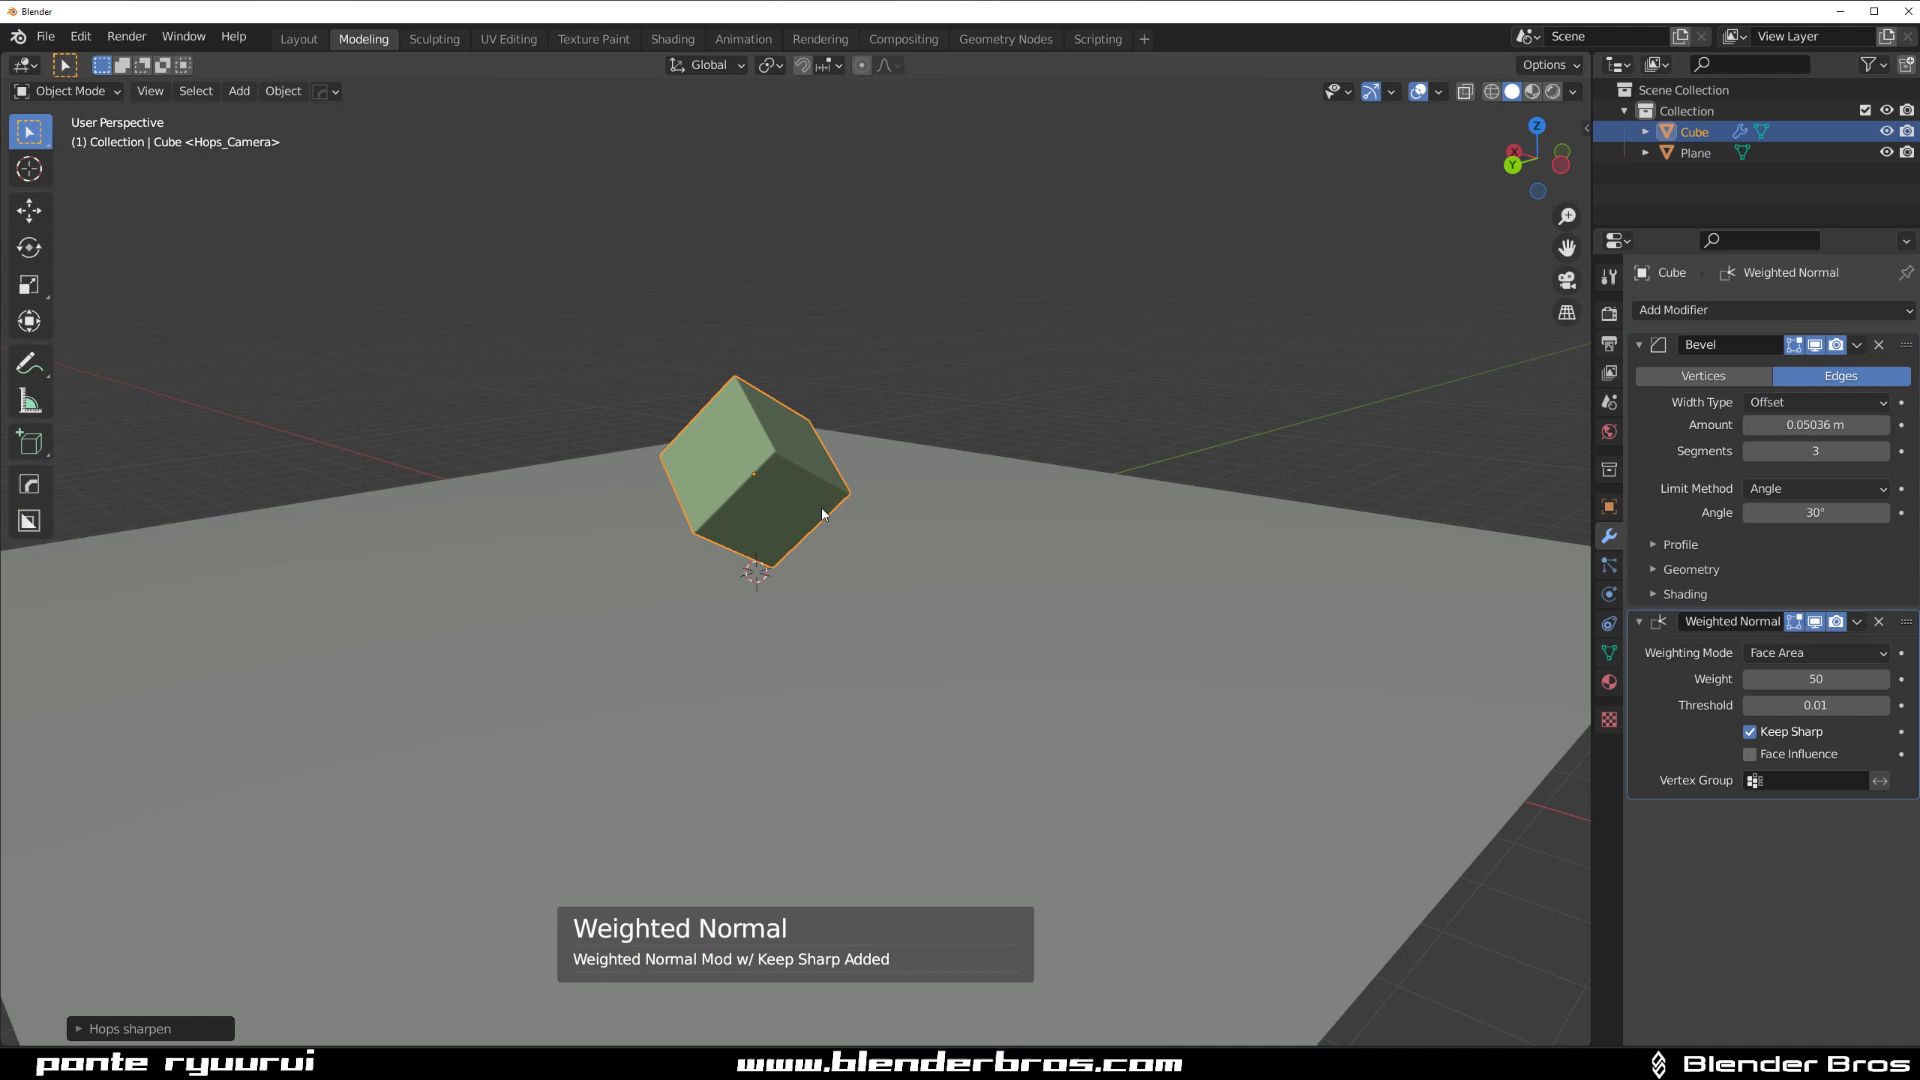 Blender
File Edit Render Window Help Layout Modeling Sculpting UV Editing Texture Paint Shading Animation Rendering Compositing Geometry Nodes Scripting + Scene View Layer
Global Options
Object Mode View Select Add Object
User Perspective
(1) Collection | Cube <Hops_Camera>
Z
X
Y
Scene Collection
Collection
Cube
Plane
Cube Weighted Normal
Add Modifier
Bevel
Vertices Edges
Width Type Offset
Amount 0.05036 m
Segments 3
Limit Method Angle
Angle 30°
Profile
Geometry
Shading
Weighted Normal
Weighting Mode Face Area
Weight 50
Threshold 0.01
Keep Sharp
Face Influence
Vertex Group
Weighted Normal
Weighted Normal Mod w/ Keep Sharp Added
Hops sharpen
ponte ryuurui www.blenderbros.com Blender Bros